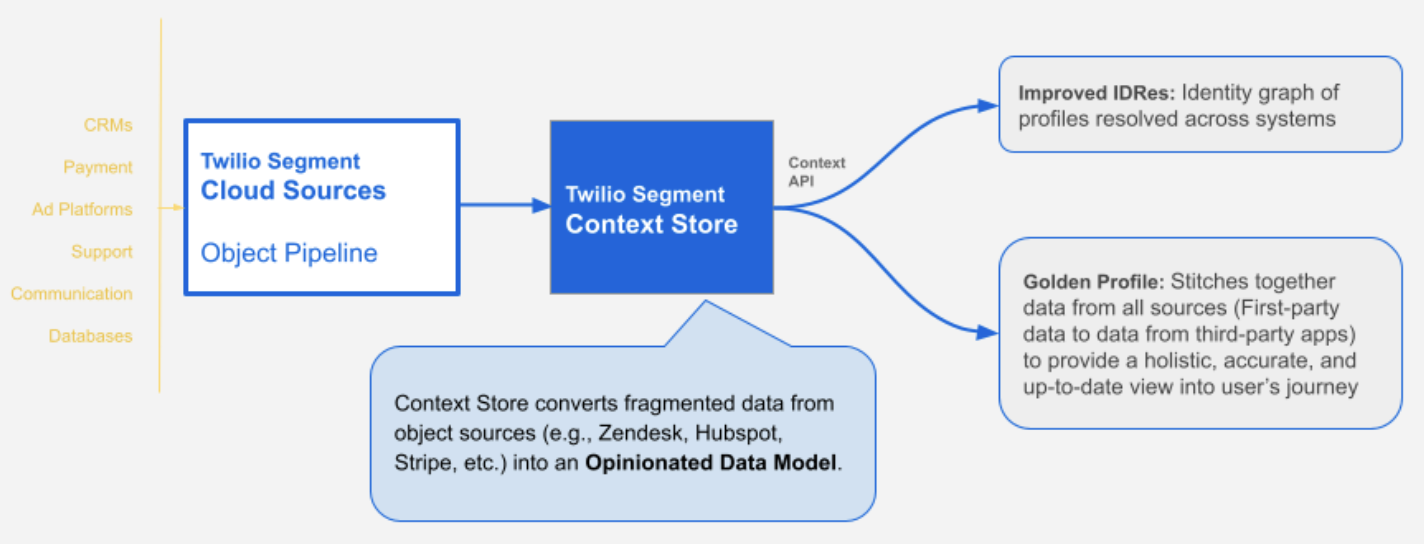 CRMs
Payment
Ad Platforms
Support
Communication
Databases
Twilio Segment
Cloud Sources
Object Pipeline
Twilio Segment
Context Store
Context
API
Improved IDRes: Identity graph of
profiles resolved across systems
Golden Profile: Stitches together
data from all sources (First-party
data to data from third-party apps)
to provide a holistic, accurate, and
up-to-date view into user’s journey
Context Store converts fragmented data from
object sources (e.g., Zendesk, Hubspot,
Stripe, etc.) into an Opinionated Data Model.